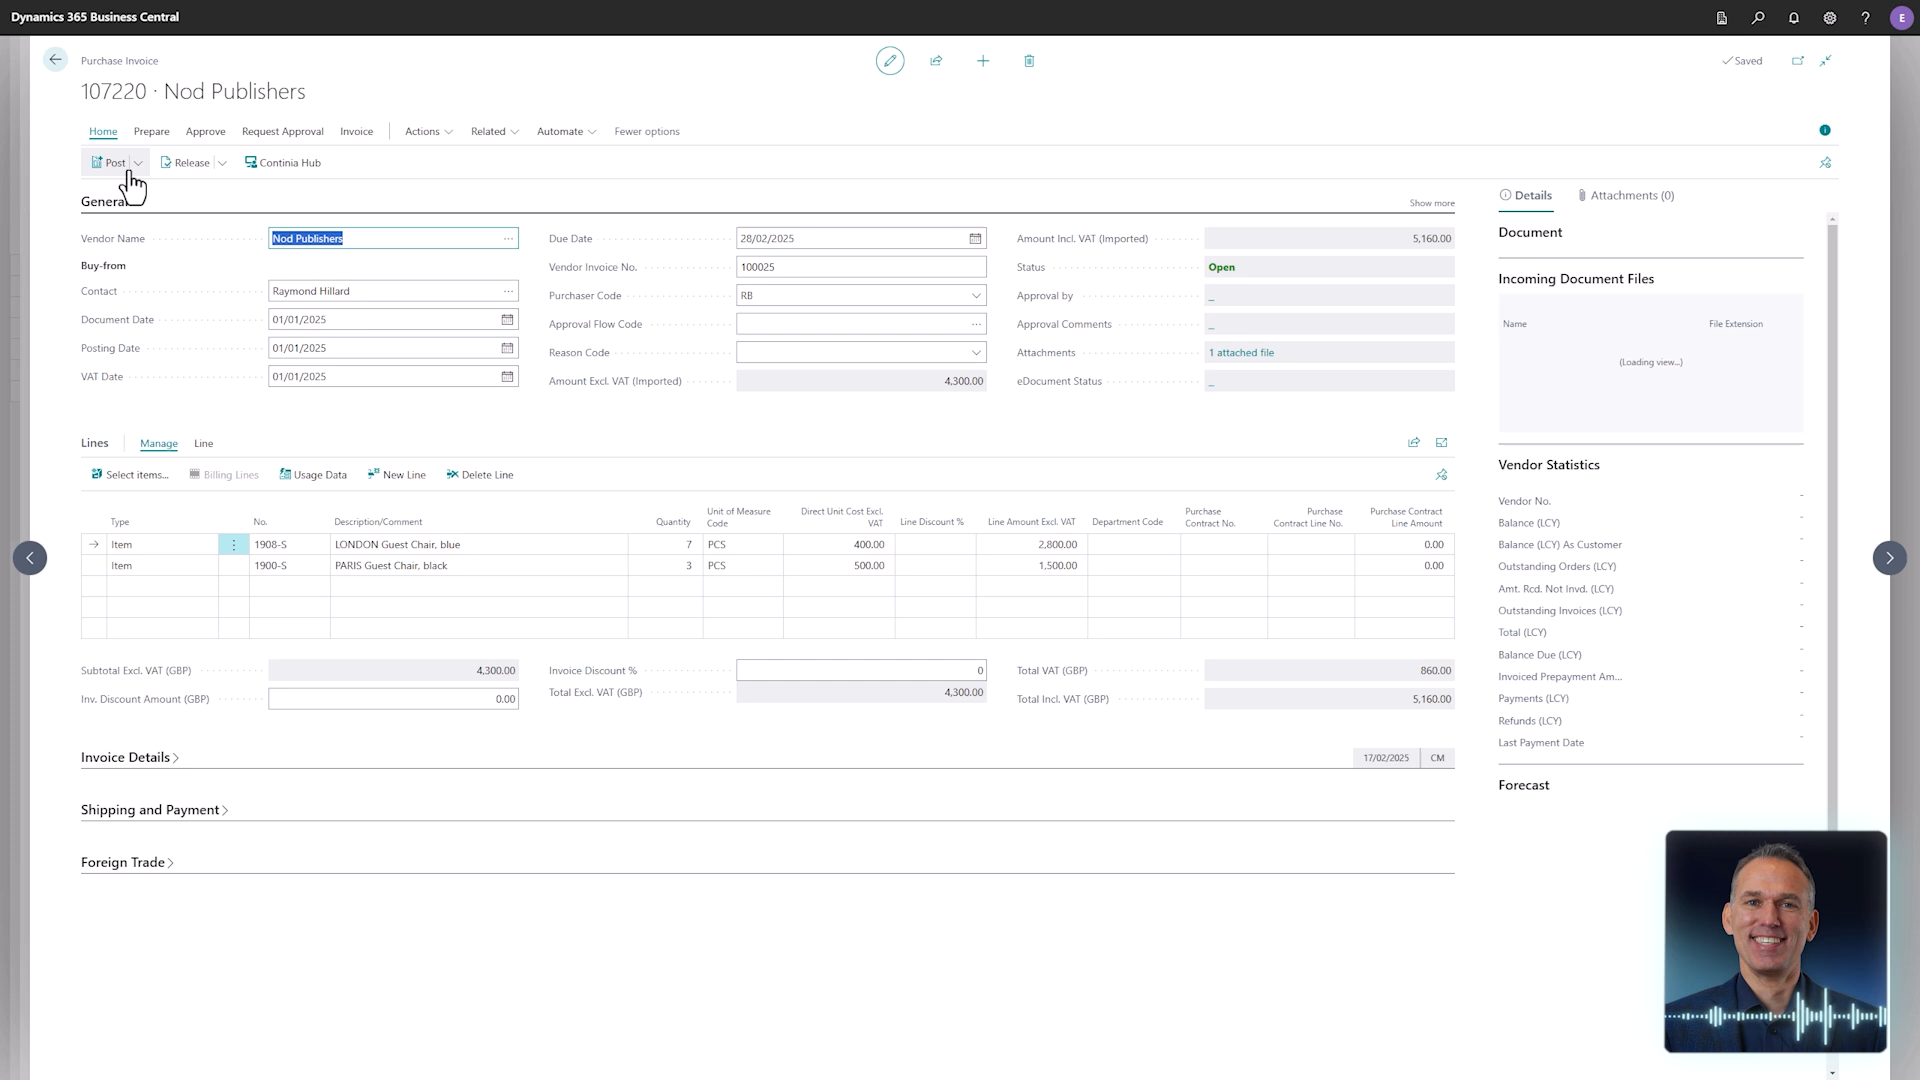 Dynamics 365 Business Central
E
Purchase Invoice
Saved
107220 · Nod Publishers
Home Prepare Approve Request Approval Invoice Actions Related Automate Fewer options
Post Release Continia Hub
General
Show more
Vendor Name Nod Publishers
Buy-from
Contact Raymond Hillard
Document Date 01/01/2025
Posting Date 01/01/2025
VAT Date 01/01/2025
Due Date 28/02/2025
Vendor Invoice No. 100025
Purchaser Code RB
Approval Flow Code
Reason Code
Amount Excl. VAT (Imported) 4,300.00
Amount Incl. VAT (Imported) 5,160.00
Status Open
Approval by _
Approval Comments _
Attachments 1 attached file
eDocument Status _
Lines Manage Line
Select items... Billing Lines Usage Data New Line Delete Line
Type No. Description/Comment Quantity Unit of Measure Code Direct Unit Cost Excl. VAT Line Discount % Line Amount Excl. VAT Department Code Purchase Contract No. Purchase Contract Line No. Purchase Contract Line Amount
Item 1908-S LONDON Guest Chair, blue 7 PCS 400.00 2,800.00 0.00
Item 1900-S PARIS Guest Chair, black 3 PCS 500.00 1,500.00 0.00
Subtotal Excl. VAT (GBP) 4,300.00
Inv. Discount Amount (GBP) 0.00
Invoice Discount % 0
Total Excl. VAT (GBP) 4,300.00
Total VAT (GBP) 860.00
Total Incl. VAT (GBP) 5,160.00
Invoice Details 17/02/2025 CM
Shipping and Payment
Foreign Trade
Details Attachments (0)
Document
Incoming Document Files
Name File Extension
(Loading view...)
Vendor Statistics
Vendor No. -
Balance (LCY) -
Balance (LCY) As Customer -
Outstanding Orders (LCY) -
Amt. Rcd. Not Invd. (LCY) -
Outstanding Invoices (LCY) -
Total (LCY) -
Balance Due (LCY) -
Invoiced Prepayment Am... -
Payments (LCY) -
Refunds (LCY) -
Last Payment Date -
Forecast